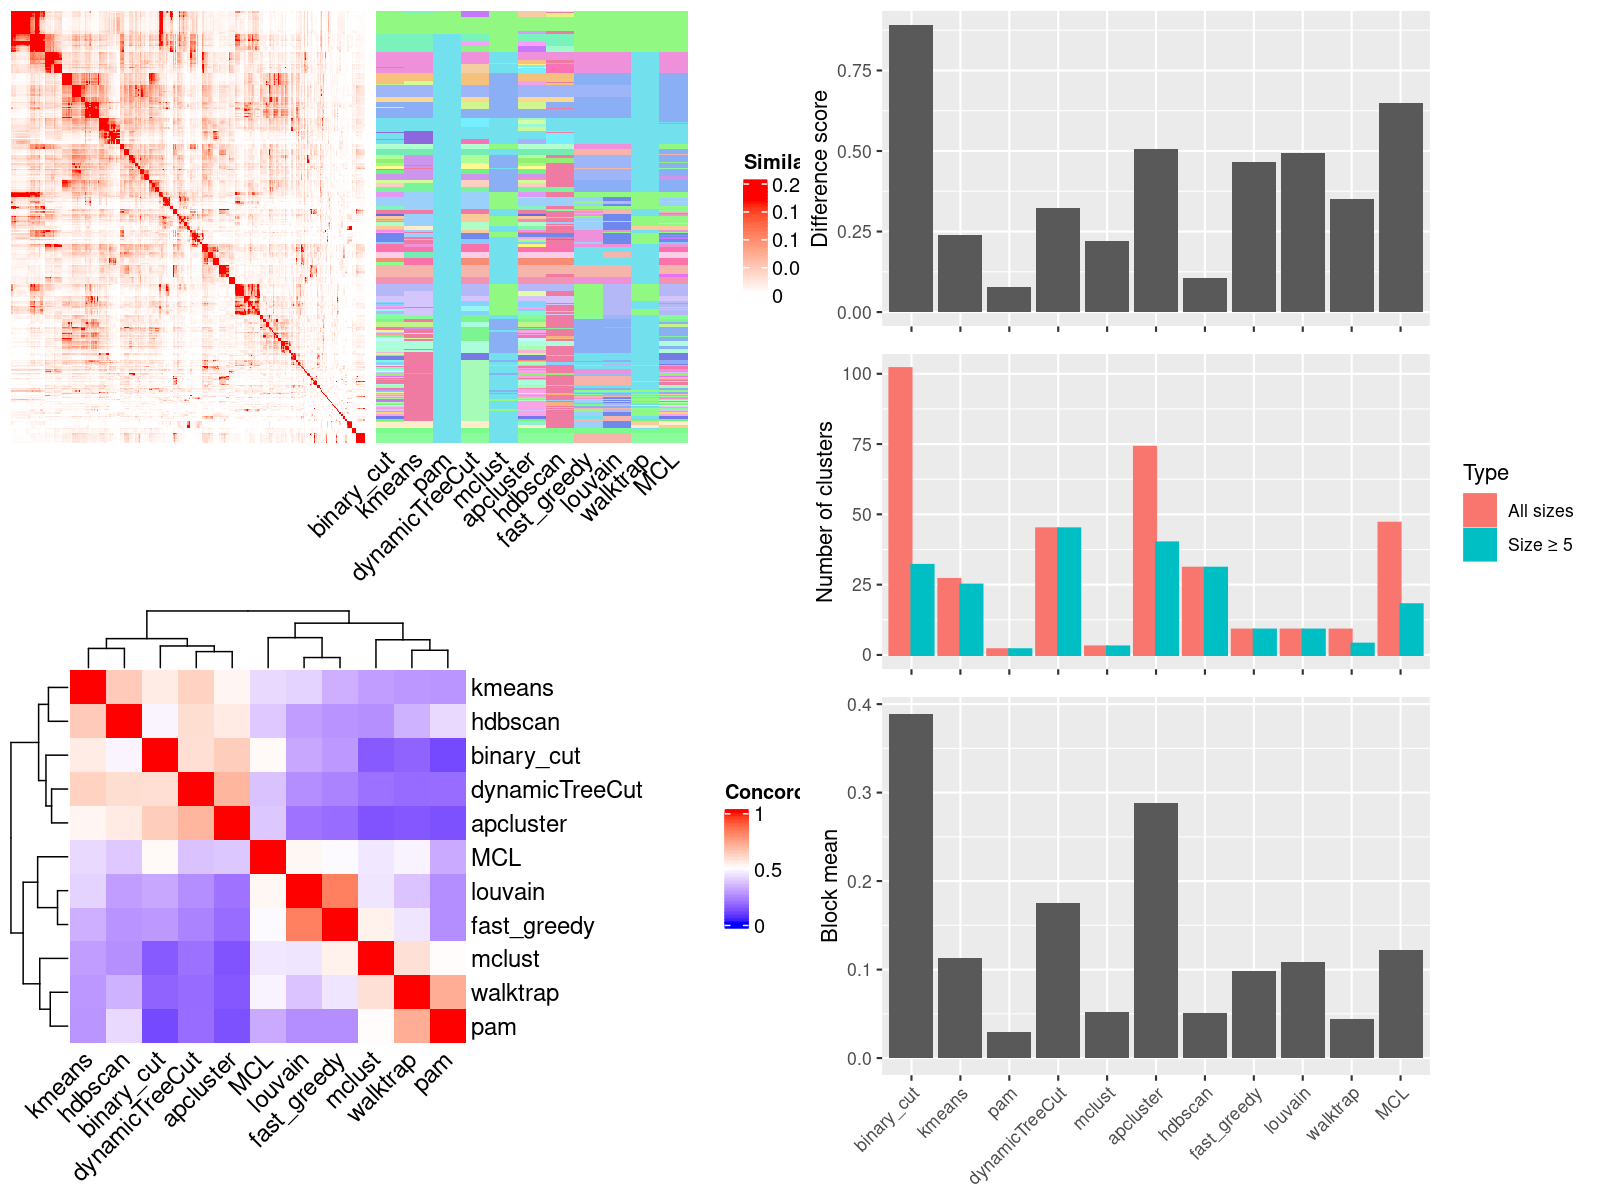 Simila
0.2
0.1
0.1
0.0
0
binary_cut
kmeans
pam
dynamicTreeCut
mclust
apcluster
hdbscan
fast_greedy
louvain
walktrap
MCL
kmeans
hdbscan
binary_cut
dynamicTreeCut
apcluster
MCL
louvain
fast_greedy
mclust
walktrap
pam
kmeans
hdbscan
binary_cut
dynamicTreeCut
apcluster
MCL
louvain
fast_greedy
mclust
walktrap
pam
Concord
1
0.5
0
Difference score
0.75
0.50
0.25
0.00
Number of clusters
100
75
50
25
0
Type
All sizes
Size ≥ 5
Block mean
0.4
0.3
0.2
0.1
0.0
binary_cut
kmeans
pam
dynamicTreeCut
mclust
apcluster
hdbscan
fast_greedy
louvain
walktrap
MCL